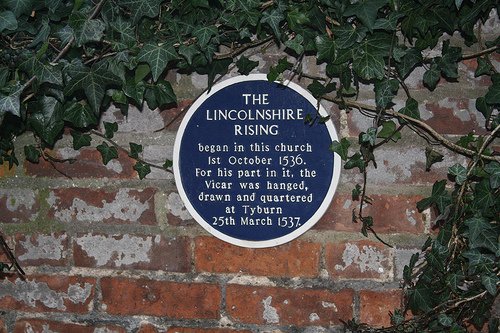 THE
LINCOLNSHIRE
RISING
began in this church
1st October 1536.
For his part in it, the
Vicar was hanged,
drawn and quartered
at Tyburn
25th March 1537.